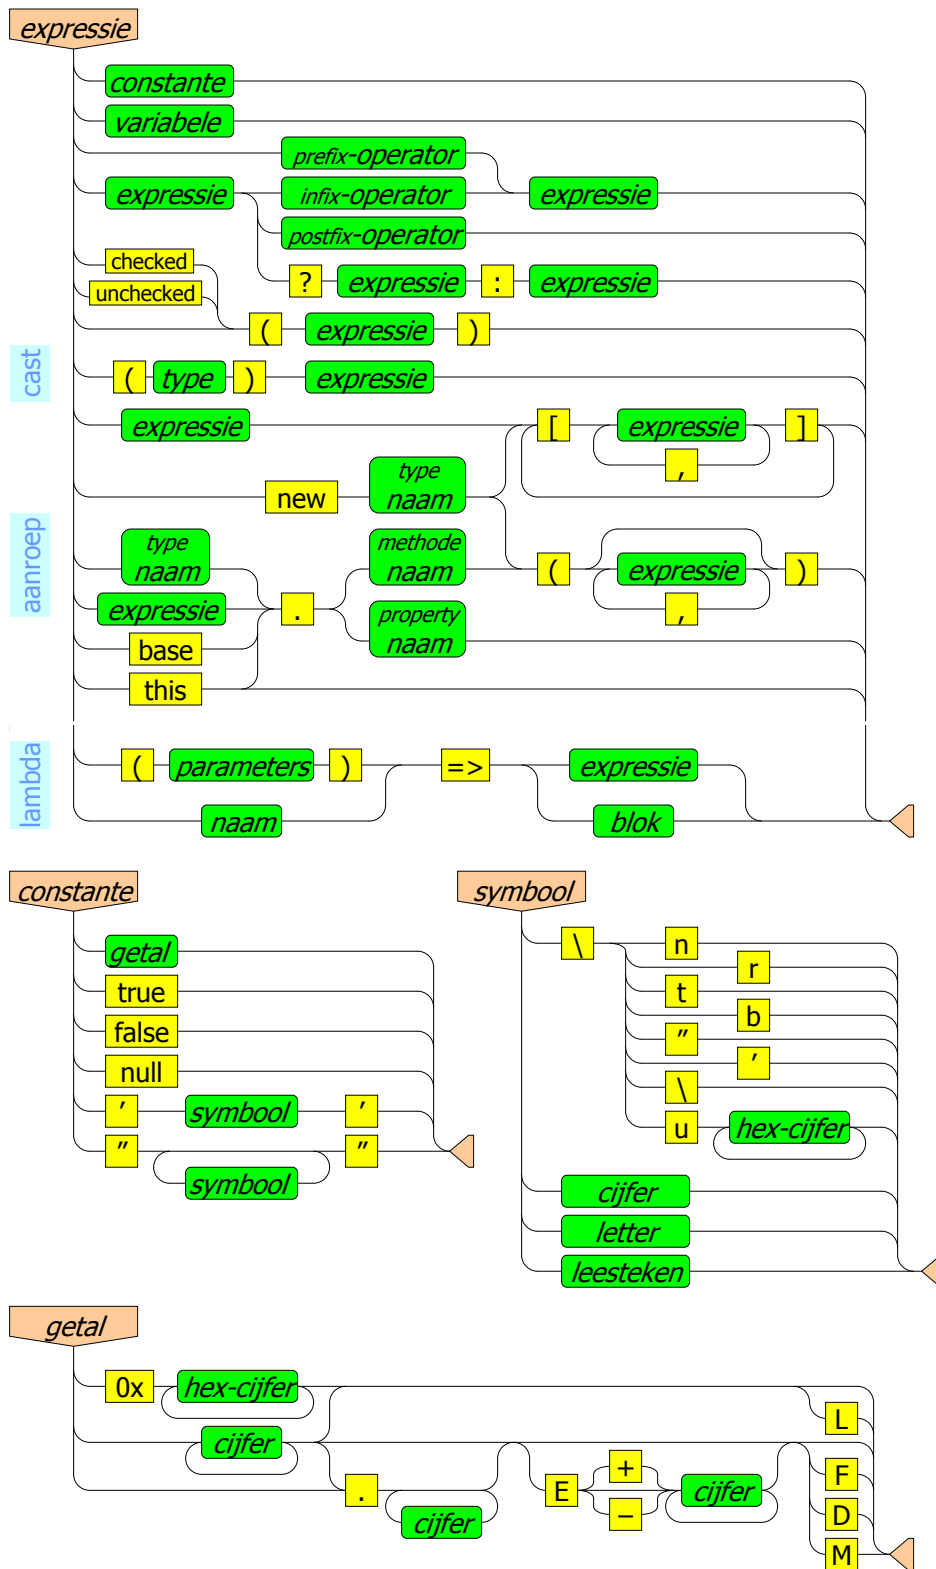 expressie
constante
variabele
prefix-operator
expressie infix-operator expressie
postfix-operator
checked
? expressie : expressie
unchecked
( expressie )
cast
( type ) expressie
expressie [ expressie ]
,
new type naam
aanroep
type naam methode naam ( expressie )
,
expressie . property naam
base
this
lambda
( parameters ) => expressie
naam blok
constante
getal
true
false
null
' symbool '
" "
symbool
symbool
\ n
r
t
b
"
'
\
u hex-cijfer
cijfer
letter
leesteken
getal
0x hex-cijfer
L
cijfer
. E + cijfer F
cijfer − D
M